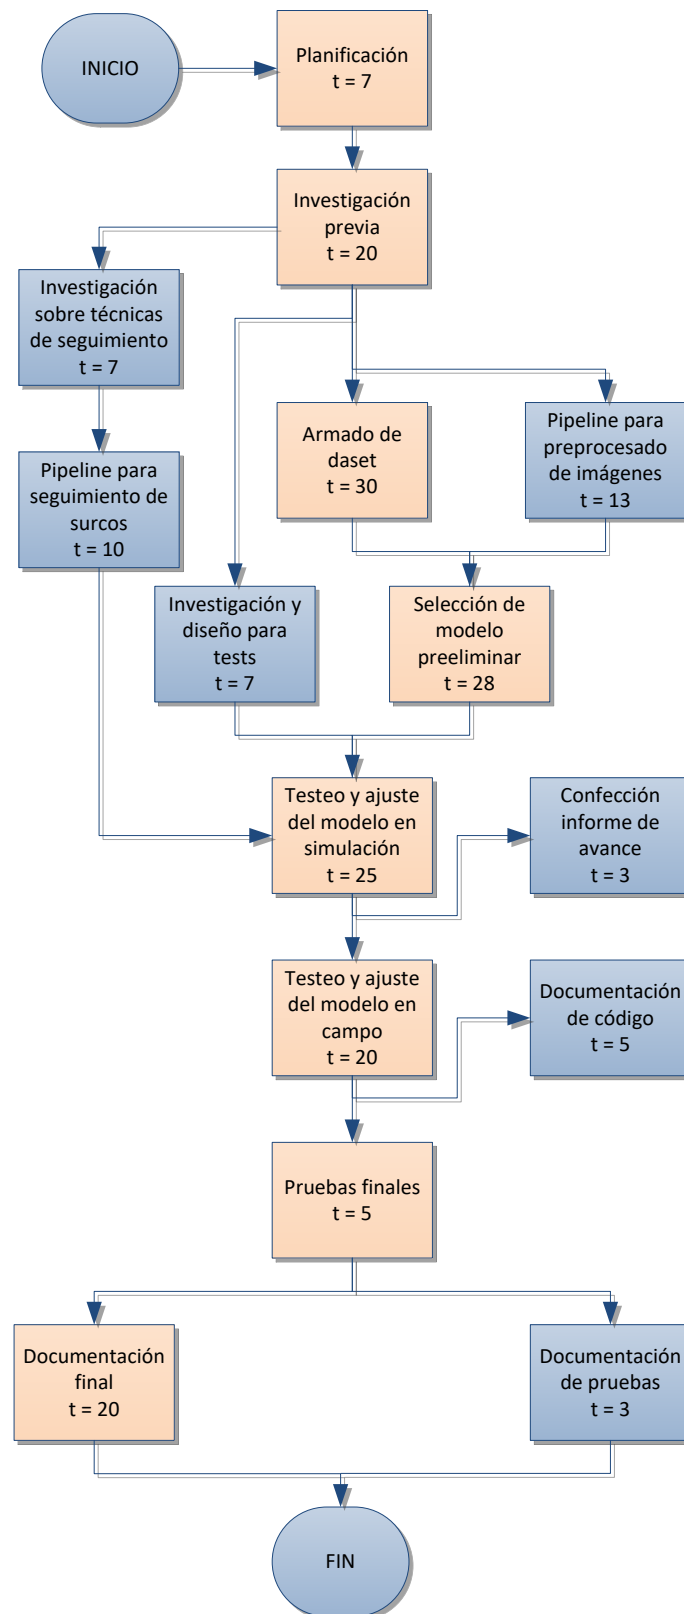 INICIO
Planificación
t = 7
Investigación
previa
t = 20
Investigación
sobre técnicas
de seguimiento
t = 7
Armado de
daset
t = 30
Pipeline para
preprocesado
de imágenes
t = 13
Pipeline para
seguimiento de
surcos
t = 10
Investigación y
diseño para
tests
t = 7
Selección de
modelo
preeliminar
t = 28
Testeo y ajuste
del modelo en
simulación
t = 25
Confección
informe de
avance
t = 3
Testeo y ajuste
del modelo en
campo
t = 20
Documentación
de código
t = 5
Pruebas finales
t = 5
Documentación
final
t = 20
Documentación
de pruebas
t = 3
FIN